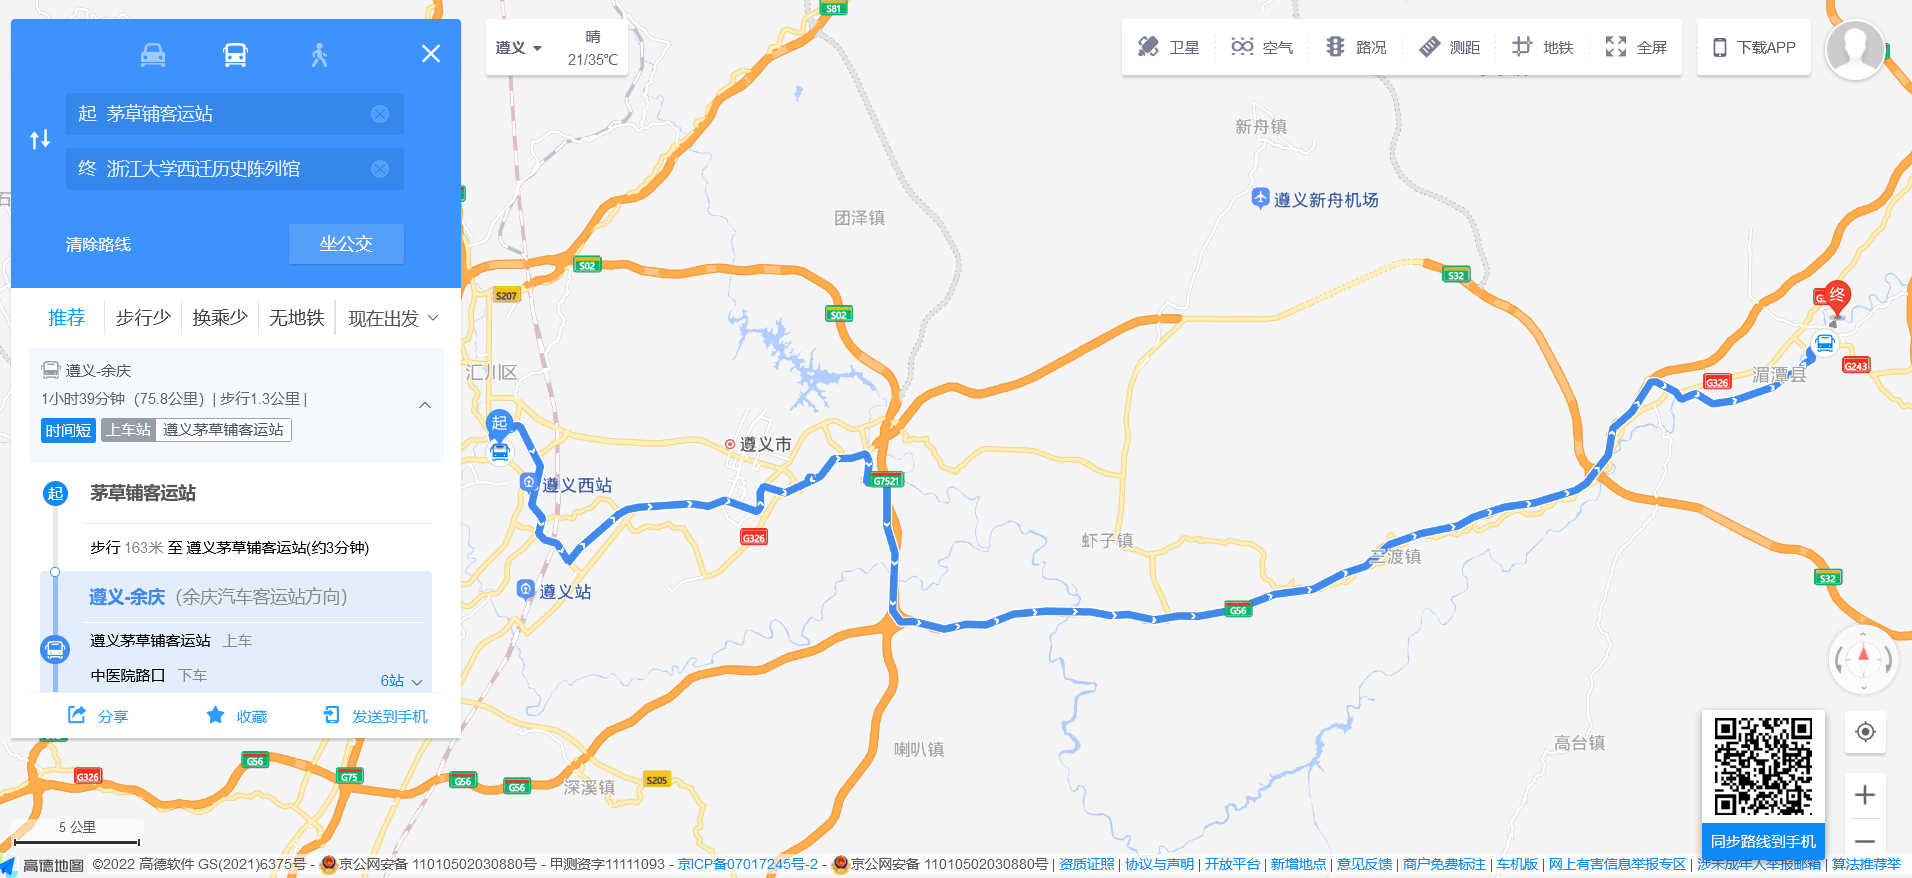 起 茅草铺客运站
终 浙江大学西迁历史陈列馆
清除路线
坐公交
推荐
步行少
换乘少
无地铁
现在出发
遵义-余庆
1小时39分钟（75.8公里）| 步行1.3公里 |
时间短 上车站 遵义茅草铺客运站
起 茅草铺客运站
步行 163米 至 遵义茅草铺客运站(约3分钟)
遵义-余庆（余庆汽车客运站方向）
遵义茅草铺客运站 上车
中医院路口 下车
6站
分享
收藏
发送到手机
遵义
晴
21/35℃
卫星
空气
路况
测距
地铁
全屏
下载APP
S81
新舟镇
遵义新舟机场
团泽镇
S02
S207
S02
S32
终
汇川区
G326
湄潭县
G243
起
遵义市
遵义西站
G7521
G326
虾子镇
三渡镇
遵义站
G56
S32
喇叭镇
高台镇
深溪镇
S205
G56
G326
G75
G56
G56
5 公里
同步路线到手机
高德地图 ©2022 高德软件 GS(2021)6375号 - 京公网安备 11010502030880号 - 甲测资字11111093 - 京ICP备07017245号-2 - 京公网安备 11010502030880号 | 资质证照 | 协议与声明 | 开放平台 | 新增地点 | 意见反馈 | 商户免费标注 | 车机版 | 网上有害信息举报专区 | 涉未成年人举报邮箱 | 算法推荐举